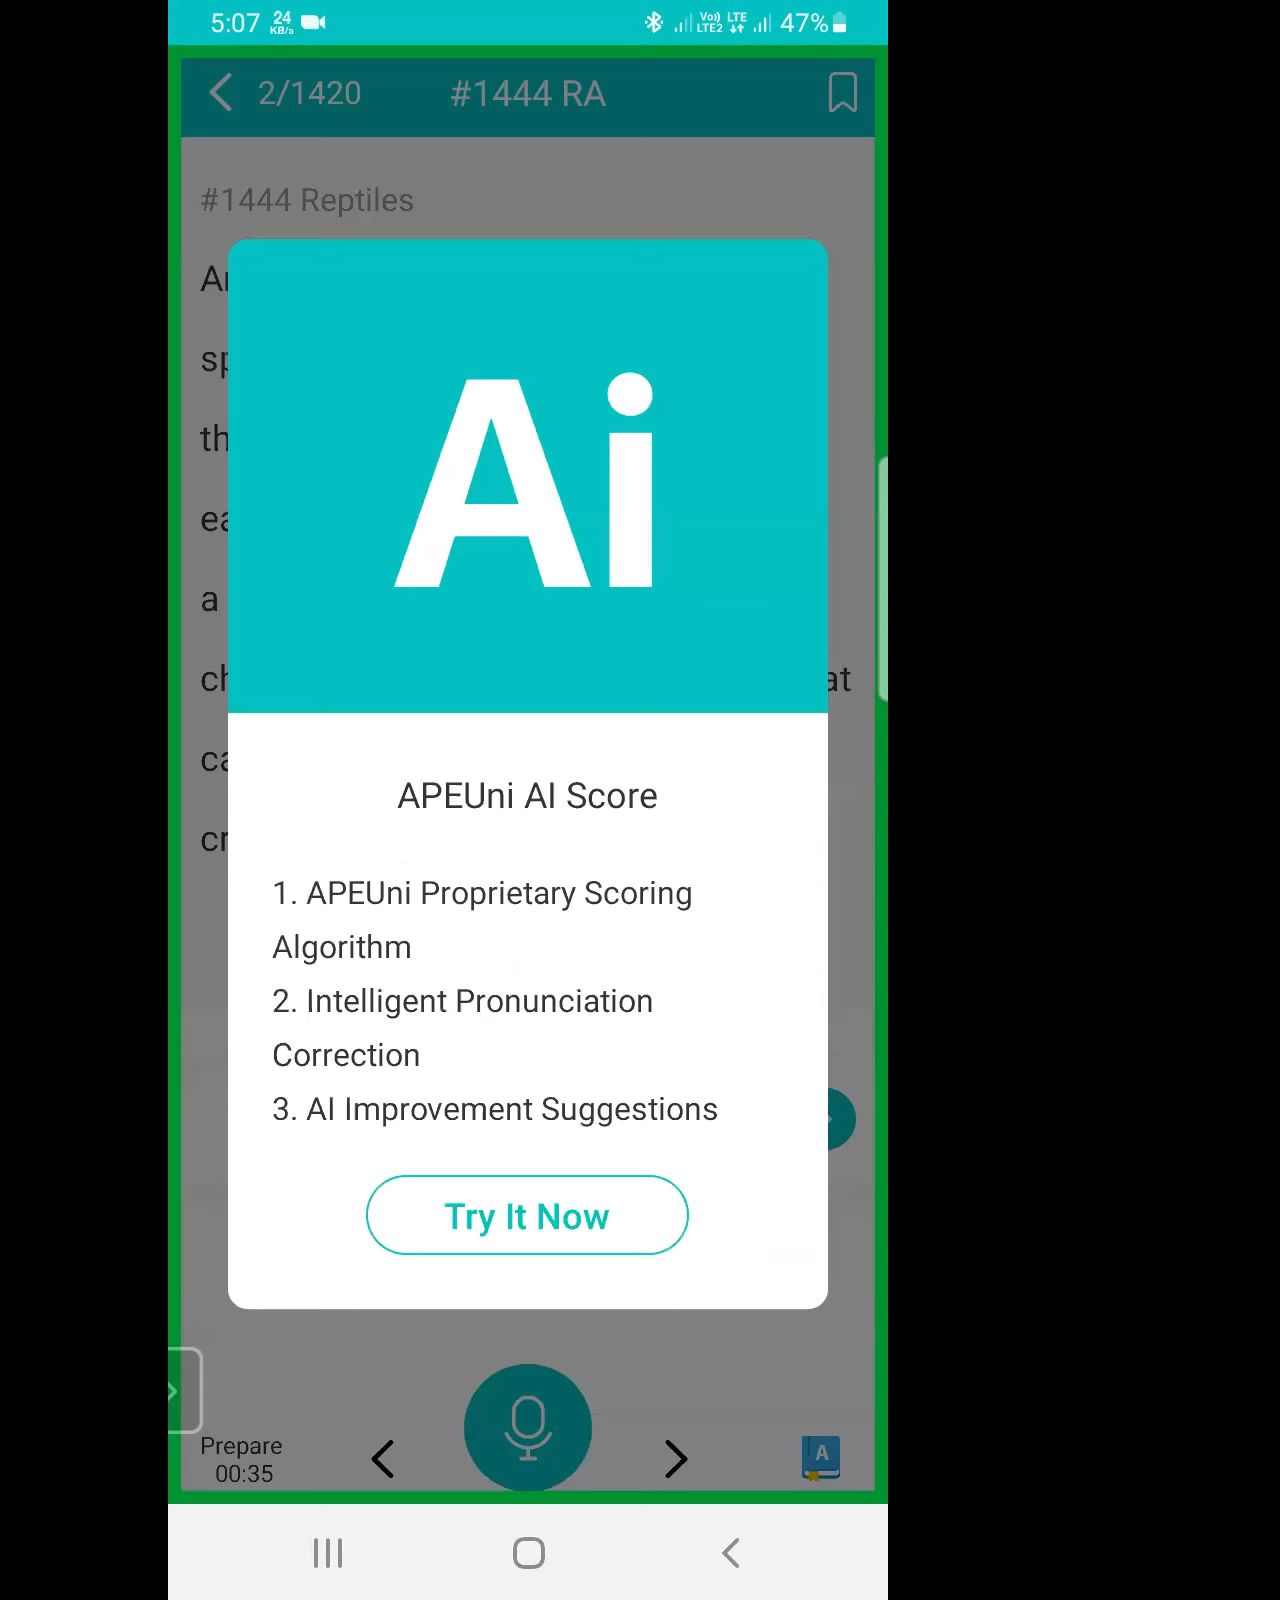 5:07 24 KB/s Vo) LTE LTE2 47%
2/1420 #1444 RA
#1444 Reptiles
Ai
APEUni AI Score
1. APEUni Proprietary Scoring
Algorithm
2. Intelligent Pronunciation
Correction
3. AI Improvement Suggestions
Try It Now
Prepare
00:35
A